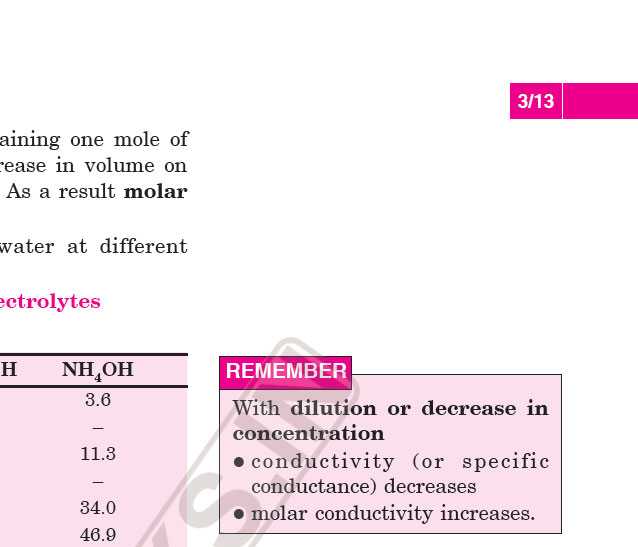 3/13
aining one mole of
rease in volume on
As a result molar
water at different
ectrolytes
H NH4OH
3.6
–
11.3
–
34.0
46.9
REMEMBER
With dilution or decrease in
concentration
● conductivity (or specific
conductance) decreases
● molar conductivity increases.